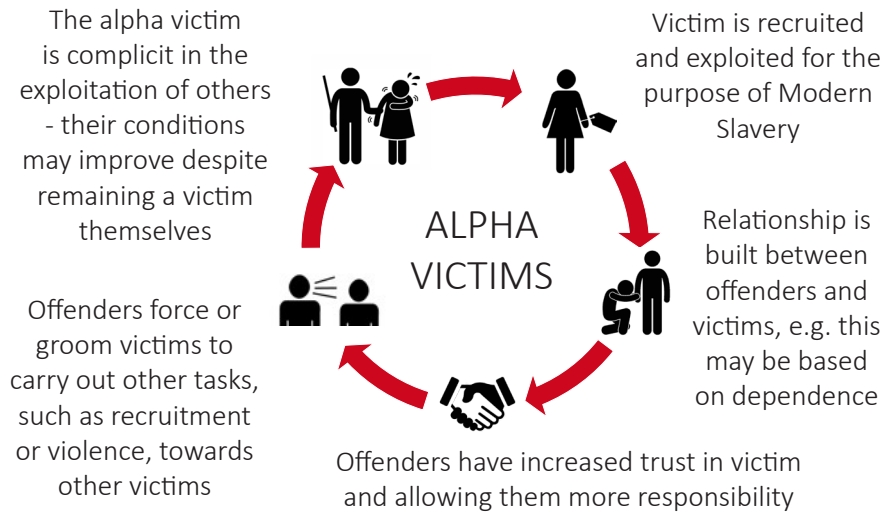 The alpha victim
is complicit in the
exploitation of others
- their conditions
may improve despite
remaining a victim
themselves
Victim is recruited
and exploited for the
purpose of Modern
Slavery
ALPHA
VICTIMS
Relationship is
built between
offenders and
victims, e.g. this
may be based
on dependence
Offenders force or
groom victims to
carry out other tasks,
such as recruitment
or violence, towards
other victims
Offenders have increased trust in victim
and allowing them more responsibility